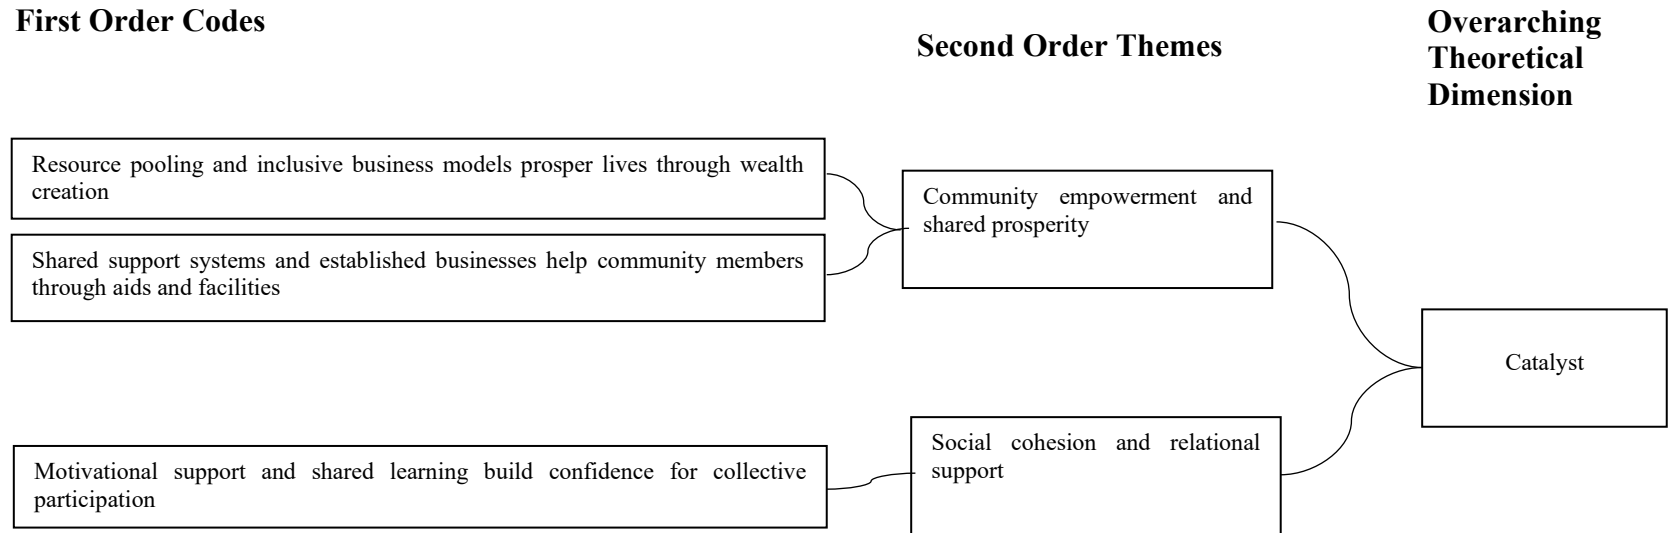 First Order Codes
Second Order Themes
Overarching
Theoretical
Dimension
Resource pooling and inclusive business models prosper lives through wealth
creation
Shared support systems and established businesses help community members
through aids and facilities
Community empowerment and
shared prosperity
Catalyst
Motivational support and shared learning build confidence for collective
participation
Social cohesion and relational
support